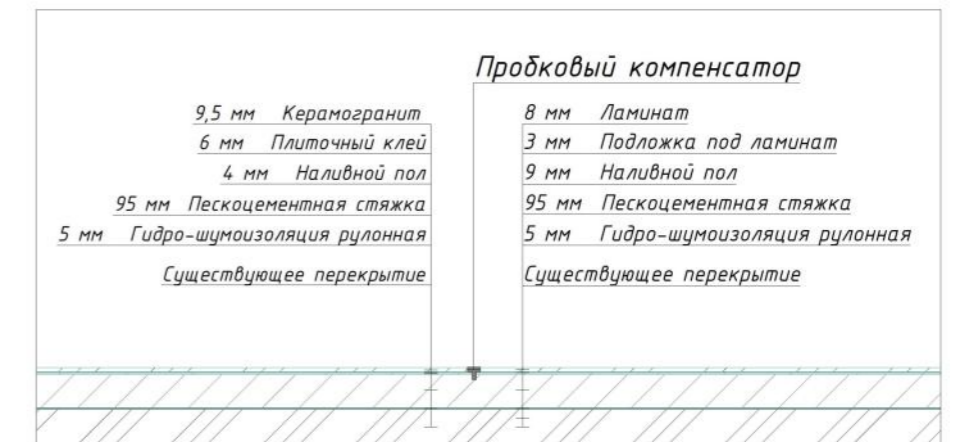 Пробковый компенсатор
9,5 мм Керамогранит
6 мм Плиточный клей
4 мм Наливной пол
95 мм Пескоцементная стяжка
5 мм Гидро-шумоизоляция рулонная
Существующее перекрытие
8 мм Ламинат
3 мм Подложка под ламинат
9 мм Наливной пол
95 мм Пескоцементная стяжка
5 мм Гидро-шумоизоляция рулонная
Существующее перекрытие